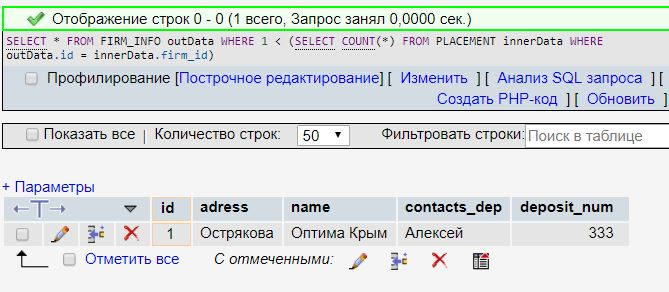 Отображение строк 0 - 0 (1 всего, Запрос занял 0,0000 сек.)
SELECT * FROM FIRM_INFO outData WHERE 1 < (SELECT COUNT(*) FROM PLACEMENT innerData WHERE
outData.id = innerData.firm_id)
Профилирование [Построчное редактирование] [ Изменить ] [ Анализ SQL запроса ] [
Создать PHP-код ] [ Обновить ]
Показать все | Количество строк: 50 Фильтровать строки: Поиск в таблице
+ Параметры
←T→ id adress name contacts_dep deposit_num
1 Острякова Оптима Крым Алексей 333
Отметить все С отмеченными: